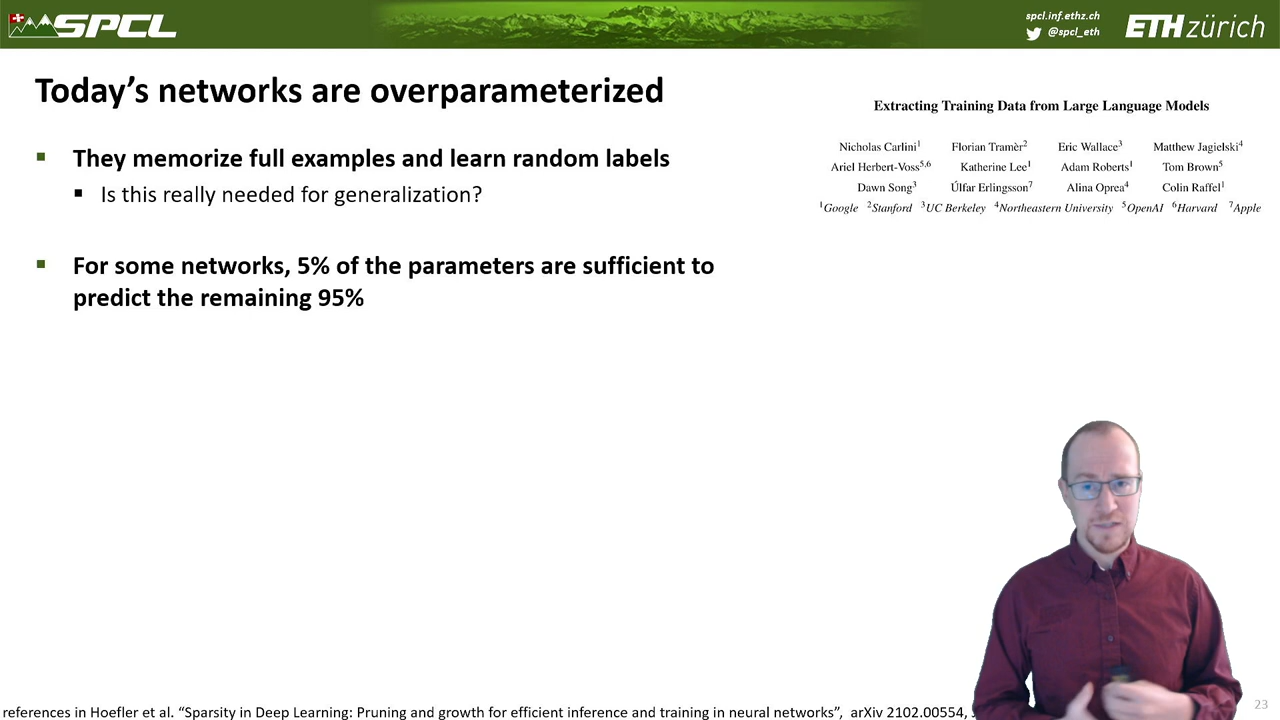 SPCL
spcl.inf.ethz.ch
@spcl_eth
ETH zürich
Today's networks are overparameterized
They memorize full examples and learn random labels
Is this really needed for generalization?
For some networks, 5% of the parameters are sufficient to
predict the remaining 95%
Extracting Training Data from Large Language Models
Nicholas Carlini1 Florian Tramèr2 Eric Wallace3 Matthew Jagielski4
Ariel Herbert-Voss5,6 Katherine Lee1 Adam Roberts1 Tom Brown5
Dawn Song3 Úlfar Erlingsson7 Alina Oprea4 Colin Raffel1
1Google 2Stanford 3UC Berkeley 4Northeastern University 5OpenAI 6Harvard 7Apple
references in Hoefler et al. “Sparsity in Deep Learning: Pruning and growth for efficient inference and training in neural networks”, arXiv 2102.00554,
23